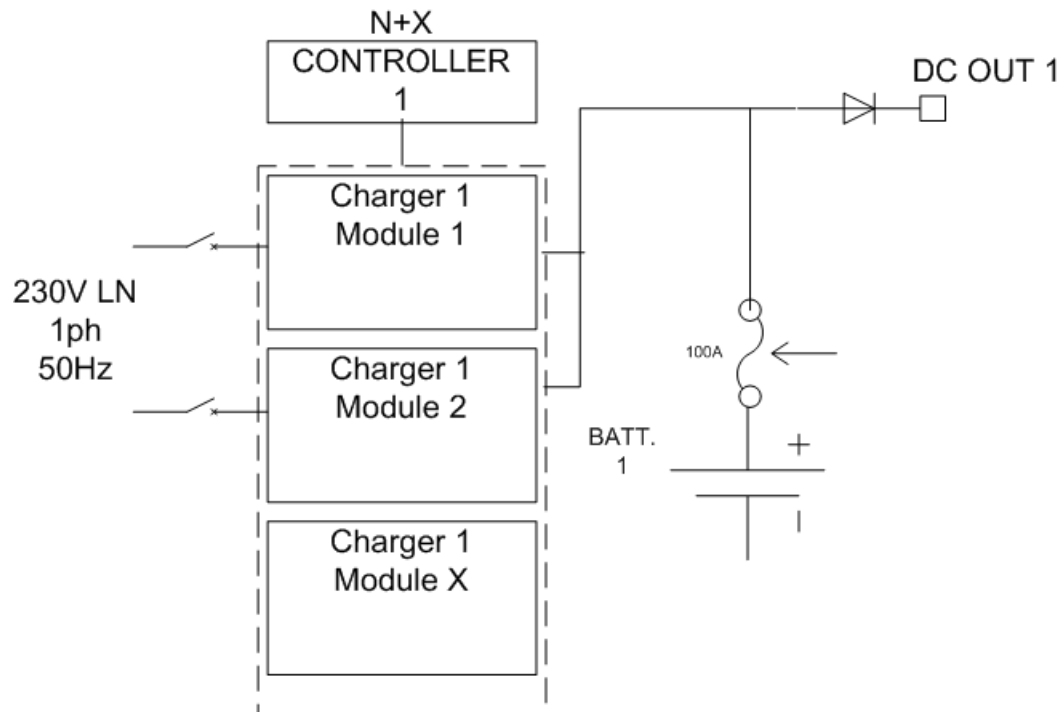 N+X
CONTROLLER
1
DC OUT 1
Charger 1
Module 1
230V LN
1ph
50Hz
Charger 1
Module 2
100A
BATT.
1
+
–
Charger 1
Module X